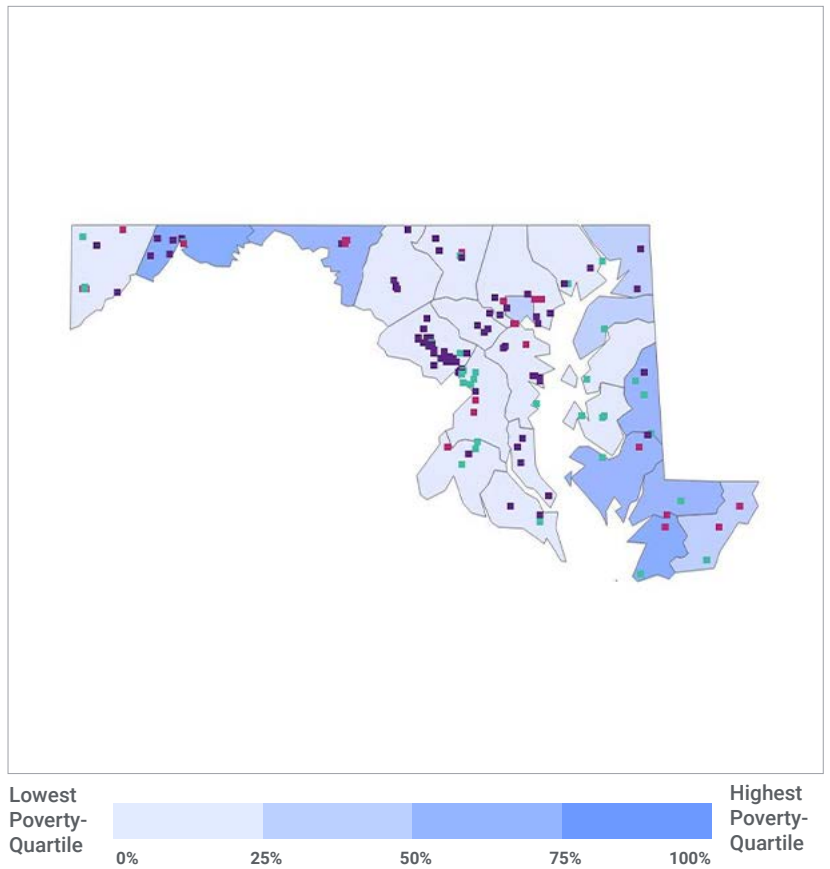 Lowest
Poverty-
Quartile
0%
25%
50%
75%
100%
Highest
Poverty-
Quartile